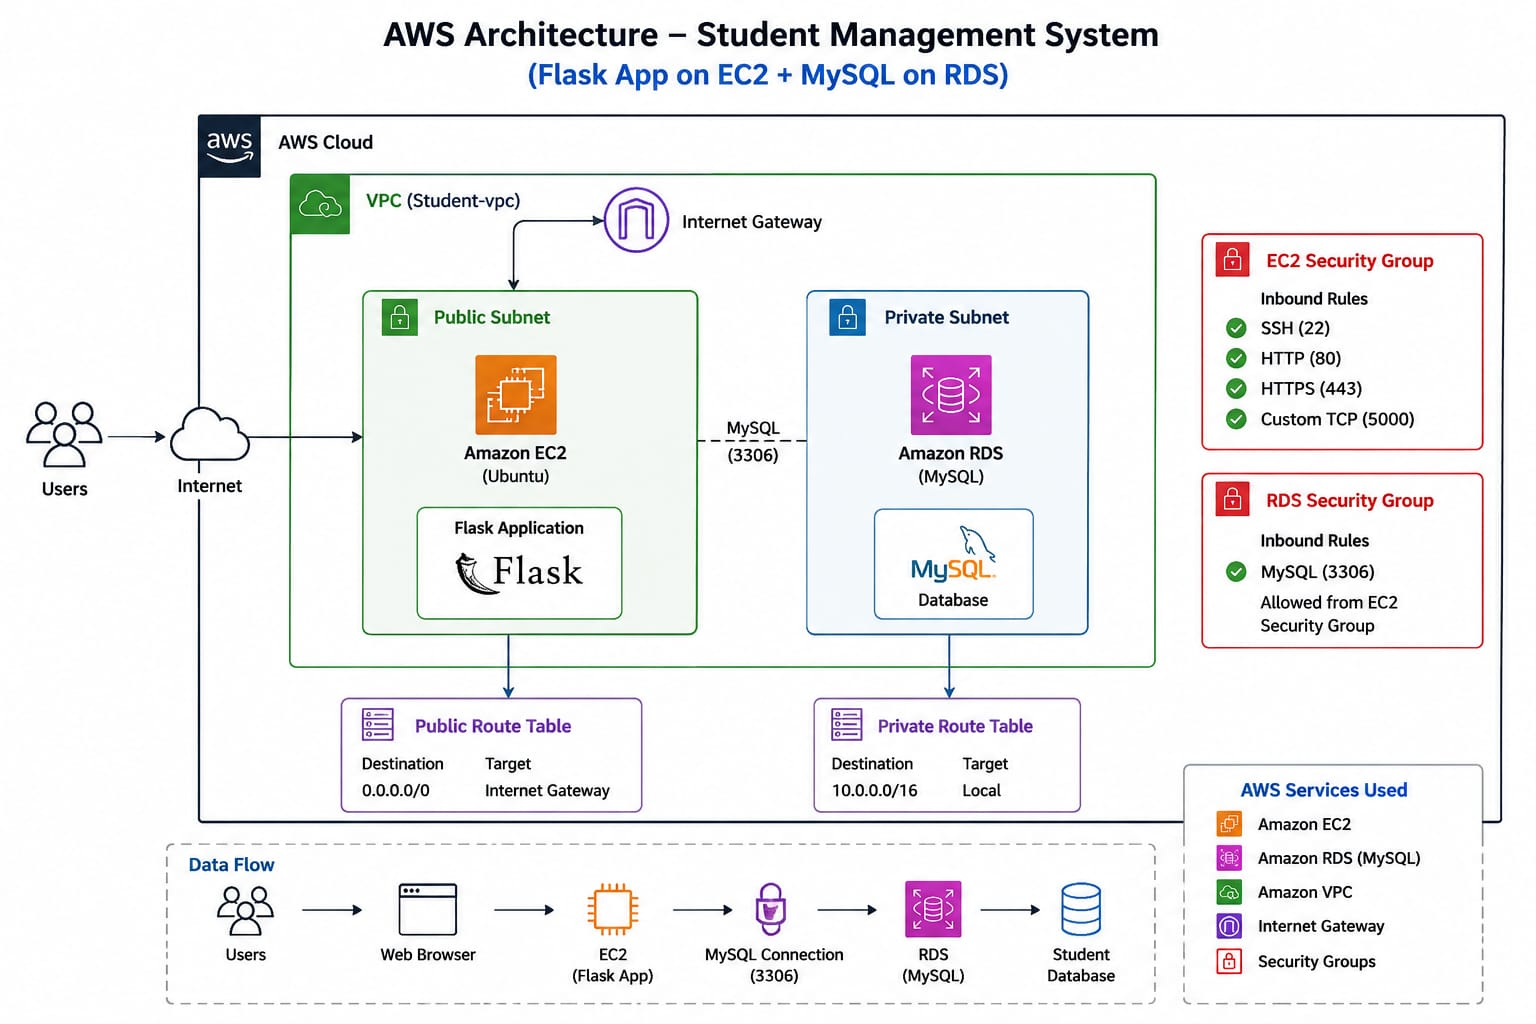 AWS Architecture – Student Management System
(Flask App on EC2 + MySQL on RDS)
aws
AWS Cloud
VPC (Student-vpc)
Internet Gateway
Public Subnet
Amazon EC2
(Ubuntu)
Flask Application
Flask
MySQL
(3306)
Private Subnet
Amazon RDS
(MySQL)
MySQL
Database
Users
Internet
EC2 Security Group
Inbound Rules
SSH (22)
HTTP (80)
HTTPS (443)
Custom TCP (5000)
RDS Security Group
Inbound Rules
MySQL (3306)
Allowed from EC2
Security Group
Public Route Table
Destination Target
0.0.0.0/0 Internet Gateway
Private Route Table
Destination Target
10.0.0.0/16 Local
AWS Services Used
Amazon EC2
Amazon RDS (MySQL)
Amazon VPC
Internet Gateway
Security Groups
Data Flow
Users
Web Browser
EC2
(Flask App)
MySQL Connection
(3306)
RDS
(MySQL)
Student
Database